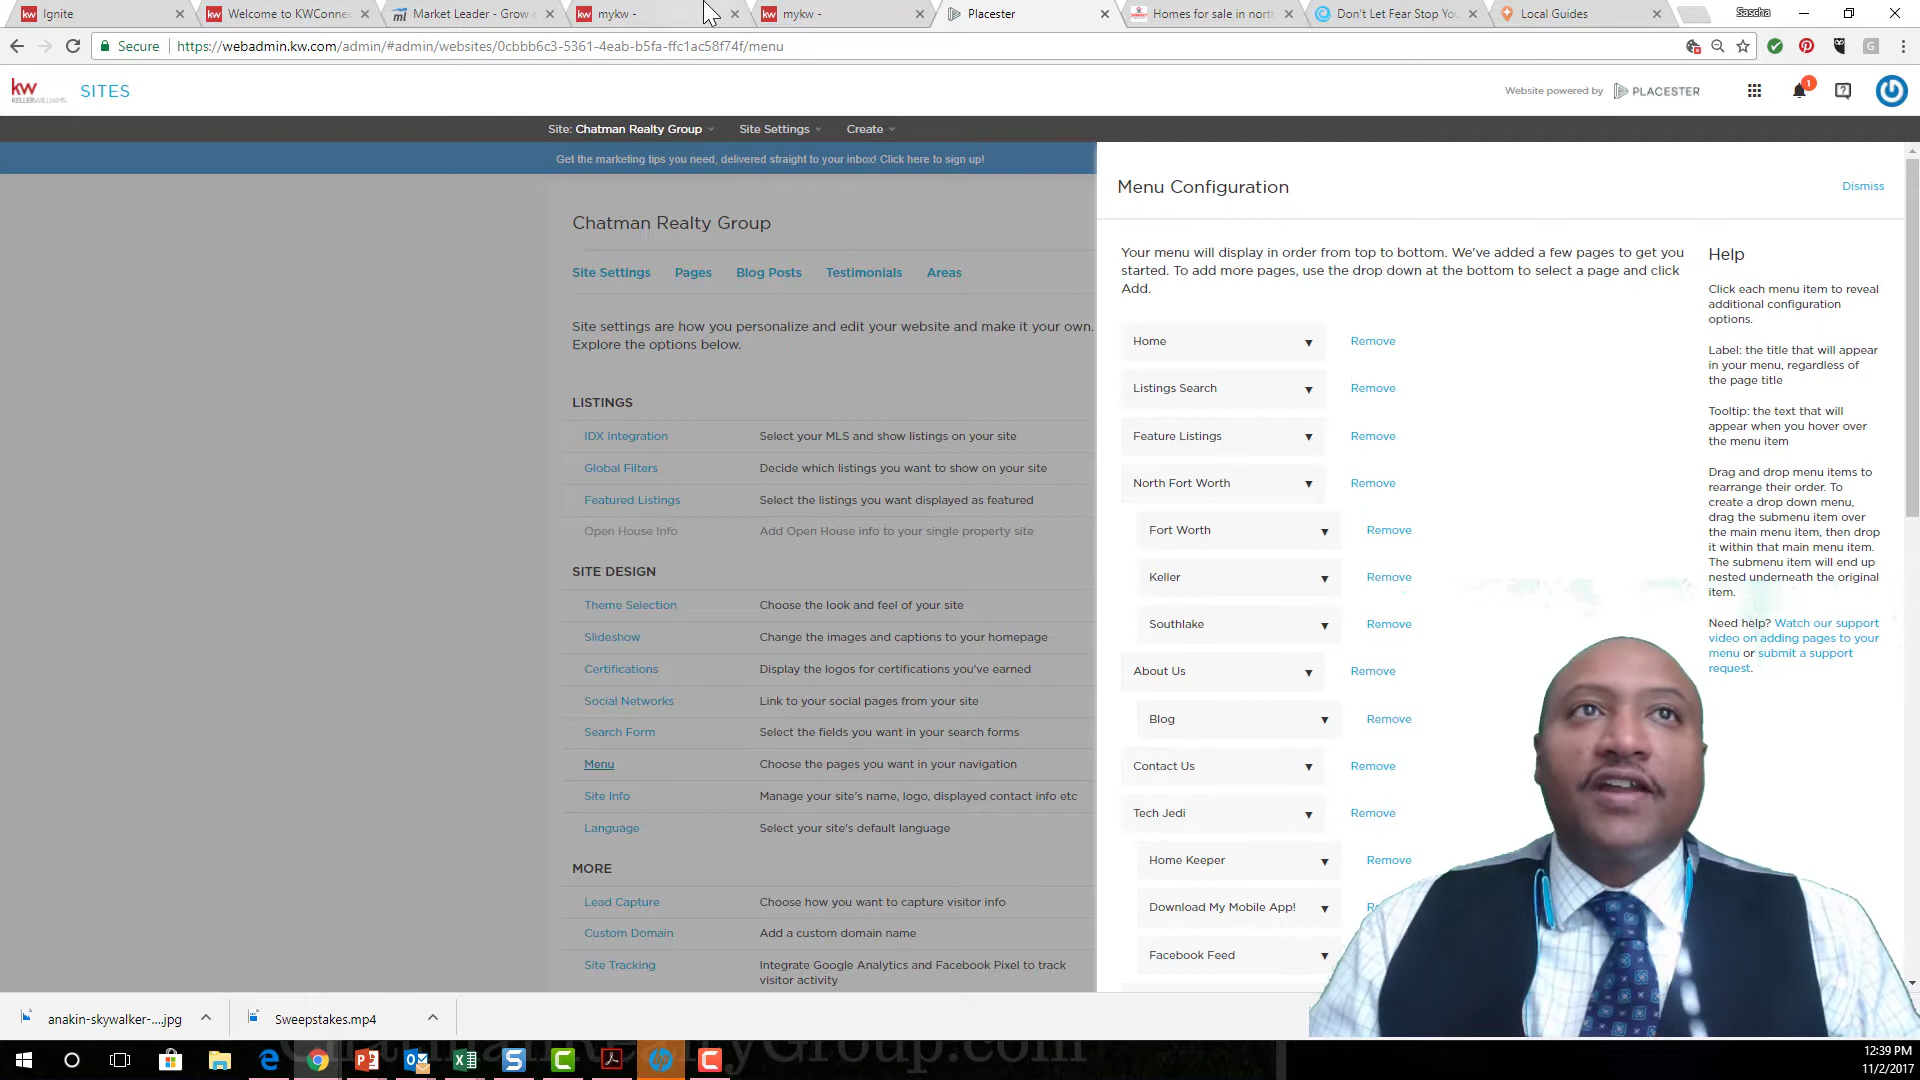 Ignite
Welcome to KWConnec
Market Leader - Grow a
mykw -
mykw -
Placester
Homes for sale in nort
Don't Let Fear Stop You
Local Guides
Sascha
Secure
https://webadmin.kw.com/admin/#admin/websites/0cbbb6c3-5361-4eab-b5fa-ffc1ac58f74f/menu
kw
KELLERWILLIAMS
SITES
Website powered by
PLACESTER
1
Site: Chatman Realty Group
Site Settings
Create
Get the marketing tips you need, delivered straight to your inbox! Click here to sign up!
Chatman Realty Group
Site Settings
Pages
Blog Posts
Testimonials
Areas
Site settings are how you personalize and edit your website and make it your own.
Explore the options below.
LISTINGS
IDX Integration
Select your MLS and show listings on your site
Global Filters
Decide which listings you want to show on your site
Featured Listings
Select the listings you want displayed as featured
Open House Info
Add Open House info to your single property site
SITE DESIGN
Theme Selection
Choose the look and feel of your site
Slideshow
Change the images and captions to your homepage
Certifications
Display the logos for certifications you've earned
Social Networks
Link to your social pages from your site
Search Form
Select the fields you want in your search forms
Menu
Choose the pages you want in your navigation
Site Info
Manage your site's name, logo, displayed contact info etc
Language
Select your site's default language
MORE
Lead Capture
Choose how you want to capture visitor info
Custom Domain
Add a custom domain name
Site Tracking
Integrate Google Analytics and Facebook Pixel to track
visitor activity
Menu Configuration
Dismiss
Your menu will display in order from top to bottom. We've added a few pages to get you
started. To add more pages, use the drop down at the bottom to select a page and click
Add.
Home
Remove
Listings Search
Remove
Feature Listings
Remove
North Fort Worth
Remove
Fort Worth
Remove
Keller
Remove
Southlake
Remove
About Us
Remove
Blog
Remove
Contact Us
Remove
Tech Jedi
Remove
Home Keeper
Remove
Download My Mobile App!
Facebook Feed
Help
Click each menu item to reveal
additional configuration
options.
Label: the title that will appear
in your menu, regardless of
the page title
Tooltip: the text that will
appear when you hover over
the menu item
Drag and drop menu items to
rearrange their order. To
create a drop down menu,
drag the submenu item over
the main menu item, then drop
it within that main menu item.
The submenu item will end up
nested underneath the original
item.
Need help? Watch our support
video on adding pages to your
menu or submit a support
request.
anakin-skywalker-....jpg
Sweepstakes.mp4
ChatmanRealtyGroup.com
12:39 PM
11/2/2017